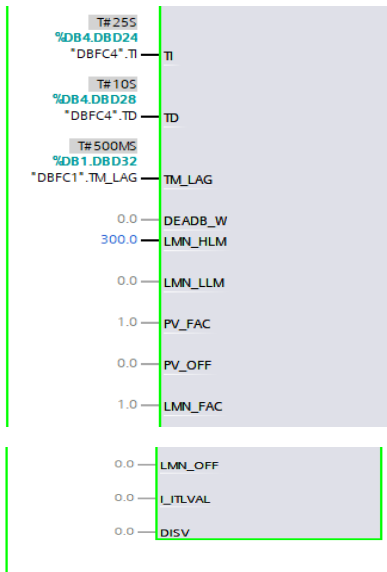 T#25S
%DB4.DBD24
"DBFC4".TI TI
T#10S
%DB4.DBD28
"DBFC4".TD TD
T#500MS
%DB1.DBD32
"DBFC1".TM_LAG TM_LAG
0.0 DEADB_W
300.0 LMN_HLM
0.0 LMN_LLM
1.0 PV_FAC
0.0 PV_OFF
1.0 LMN_FAC
0.0 LMN_OFF
0.0 I_ITLVAL
0.0 DISV